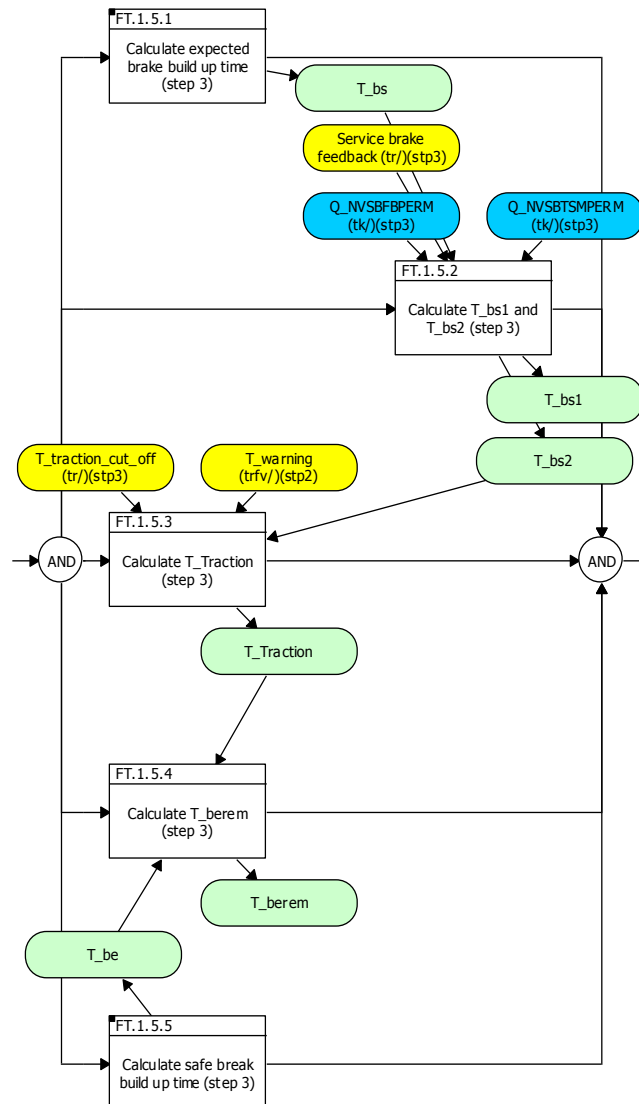 FT.1.5.1
Calculate expected
brake build up time
(step 3)
T_bs
Service brake
feedback (tr/)(stp3)
Q_NVSBFBPERM
(tk/)(stp3)
Q_NVSBTSMPERM
(tk/)(stp3)
FT.1.5.2
Calculate T_bs1 and
T_bs2 (step 3)
T_bs1
T_bs2
T_traction_cut_off
(tr/)(stp3)
T_warning
(trfv/)(stp2)
FT.1.5.3
AND
Calculate T_Traction
(step 3)
AND
T_Traction
FT.1.5.4
Calculate T_berem
(step 3)
T_berem
T_be
FT.1.5.5
Calculate safe break
build up time (step 3)